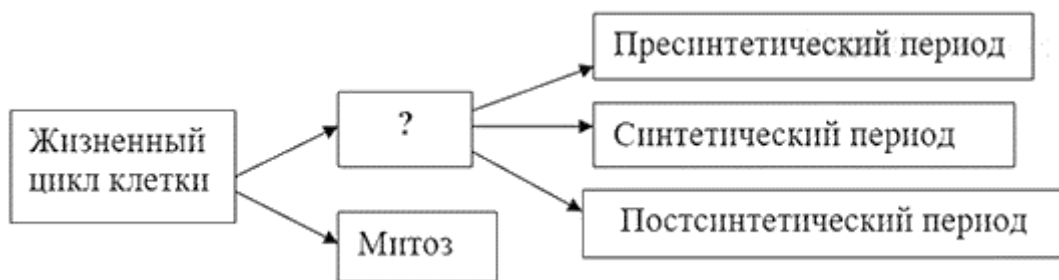 Жизненный
цикл клетки
?
Митоз
Пресинтетический период
Синтетический период
Постсинтетический период